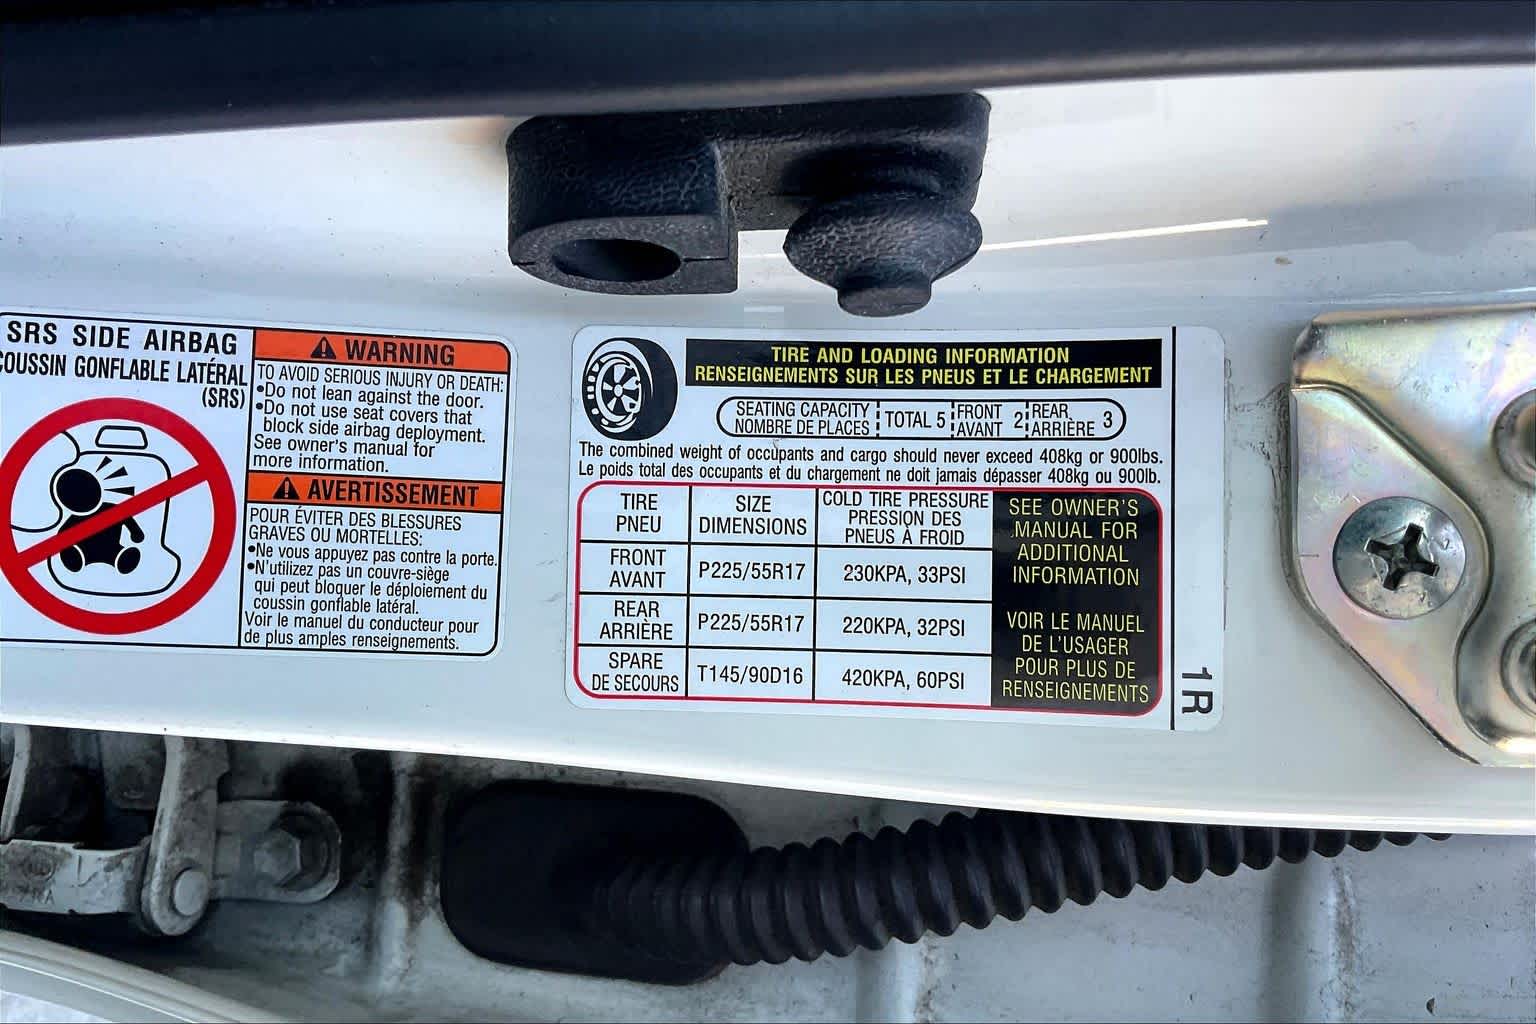 SRS SIDE AIRBAG
COUSSIN GONFLABLE LATÉRAL
(SRS)
WARNING
TO AVOID SERIOUS INJURY OR DEATH:
•Do not lean against the door.
•Do not use seat covers that
block side airbag deployment.
See owner's manual for
more information.
AVERTISSEMENT
POUR ÉVITER DES BLESSURES
GRAVES OU MORTELLES:
•Ne vous appuyez pas contre la porte.
•N'utilizez pas un couvre-siège
qui peut bloquer le déploiement du
coussin gonflable latéral.
Voir le manuel du conducteur pour
de plus amples renseignements.
TIRE AND LOADING INFORMATION
RENSEIGNEMENTS SUR LES PNEUS ET LE CHARGEMENT
SEATING CAPACITY TOTAL 5 FRONT 2 REAR 3
NOMBRE DE PLACES AVANT ARRIÈRE
The combined weight of occupants and cargo should never exceed 408kg or 900lbs.
Le poids total des occupants et du chargement ne doit jamais dépasser 408kg ou 900lb.
TIRE SIZE COLD TIRE PRESSURE
PNEU DIMENSIONS PRESSION DES
PNEUS À FROID
FRONT
AVANT P225/55R17 230KPA, 33PSI
REAR
ARRIÈRE P225/55R17 220KPA, 32PSI
SPARE
DE SECOURS T145/90D16 420KPA, 60PSI
SEE OWNER'S
MANUAL FOR
ADDITIONAL
INFORMATION
VOIR LE MANUEL
DE L'USAGER
POUR PLUS DE
RENSEIGNEMENTS
1R